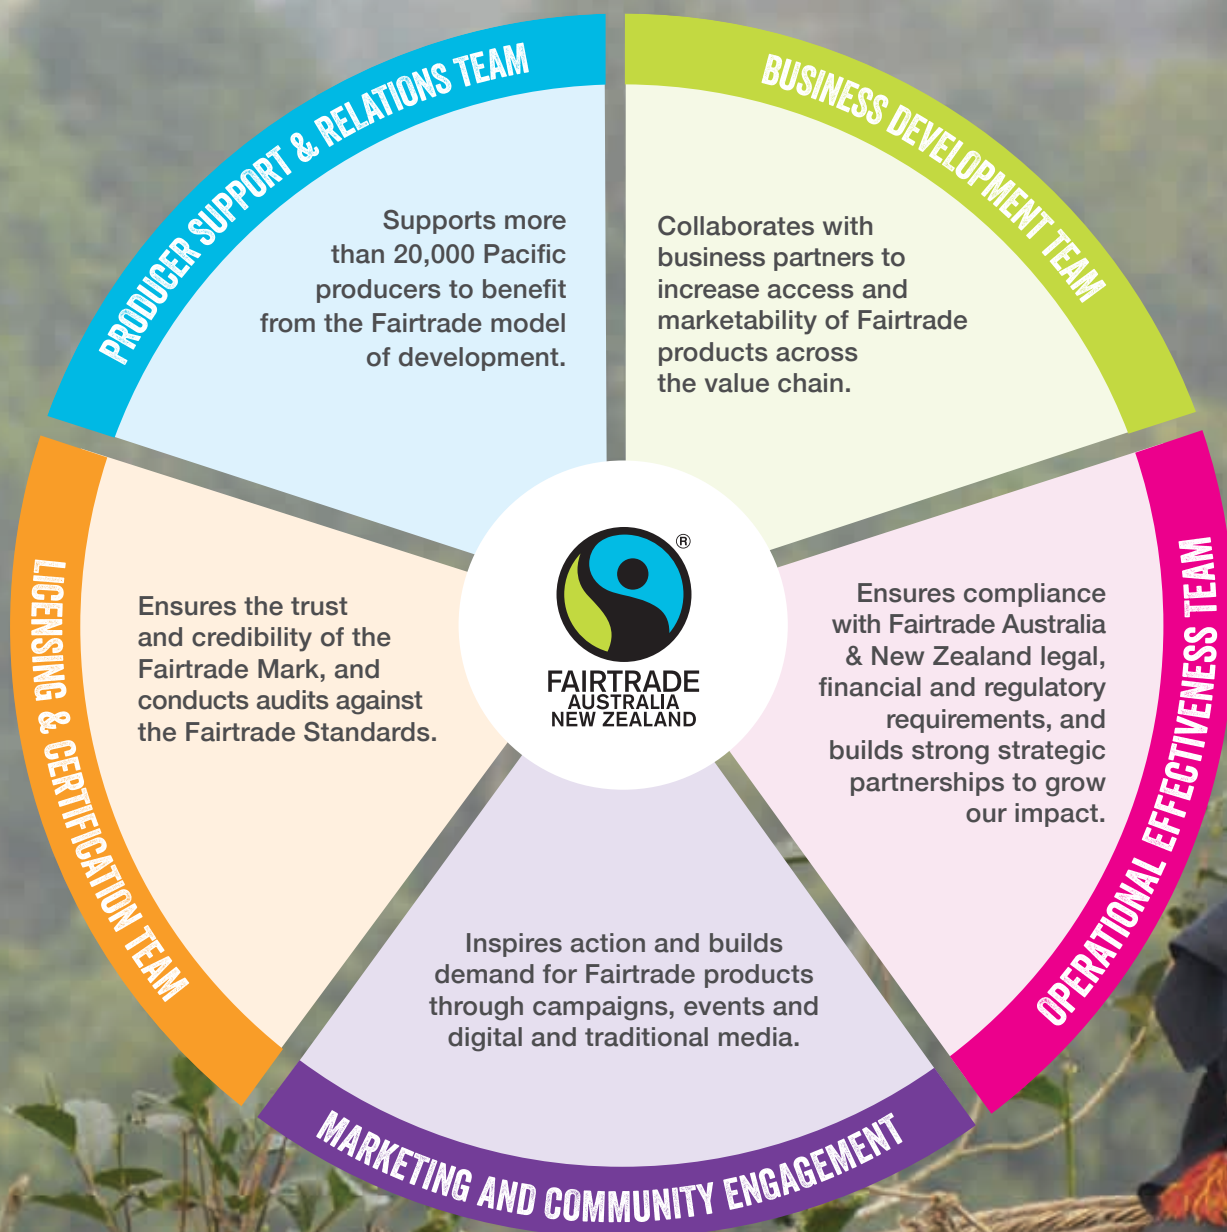 PRODUCER SUPPORT & RELATIONS TEAM
Supports more
than 20,000 Pacific
producers to benefit
from the Fairtrade model
of development.
BUSINESS DEVELOPMENT TEAM
Collaborates with
business partners to
increase access and
marketability of Fairtrade
products across
the value chain.
OPERATIONAL EFFECTIVENESS TEAM
Ensures compliance
with Fairtrade Australia
& New Zealand legal,
financial and regulatory
requirements, and
builds strong strategic
partnerships to grow
our impact.
MARKETING AND COMMUNITY ENGAGEMENT
Inspires action and builds
demand for Fairtrade products
through campaigns, events and
digital and traditional media.
LICENSING & CERTIFICATION TEAM
Ensures the trust
and credibility of the
Fairtrade Mark, and
conducts audits against
the Fairtrade Standards.
®
FAIRTRADE
AUSTRALIA
NEW ZEALAND